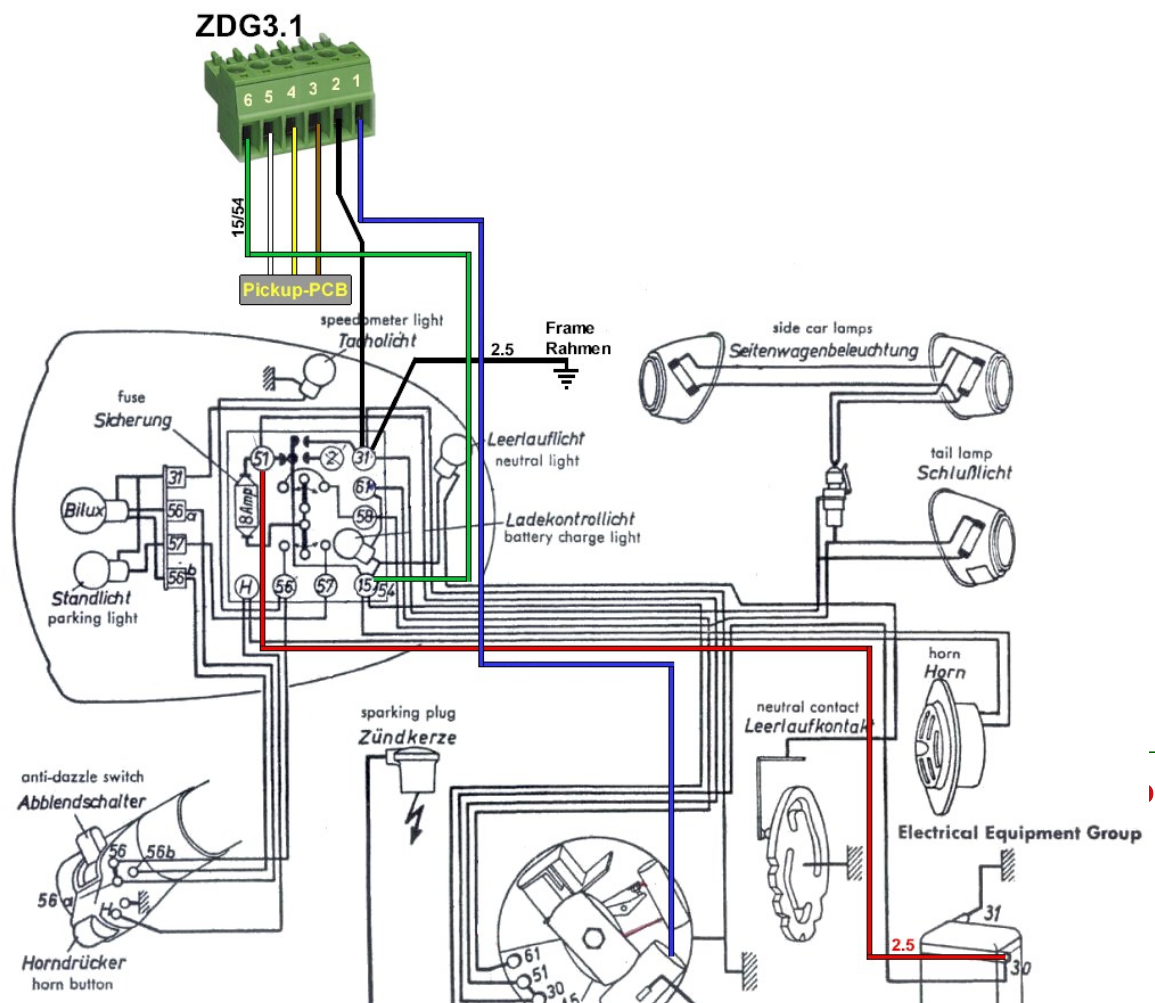 ZDG3.1
6 5 4 3 2 1
15/54
Pickup-PCB
speedometer light
Tacholicht
Frame
Rahmen
2.5
side car lamps
Seitenwagenbeleuchtung
fuse
Sicherung
Leerlauflicht
neutral light
tail lamp
Schlußlicht
51
2
31
31
61
8 Amp
Bilux
56a
58
Ladekontrollicht
battery charge light
57
56b
Standlicht
parking light
H
56
57
15
54
horn
Horn
sparking plug
Zündkerze
neutral contact
Leerlaufkontakt
anti-dazzle switch
Abblendschalter
Electrical Equipment Group
56
56b
56a
H
31
2.5
30
Horndrücker
horn button
61
51
30